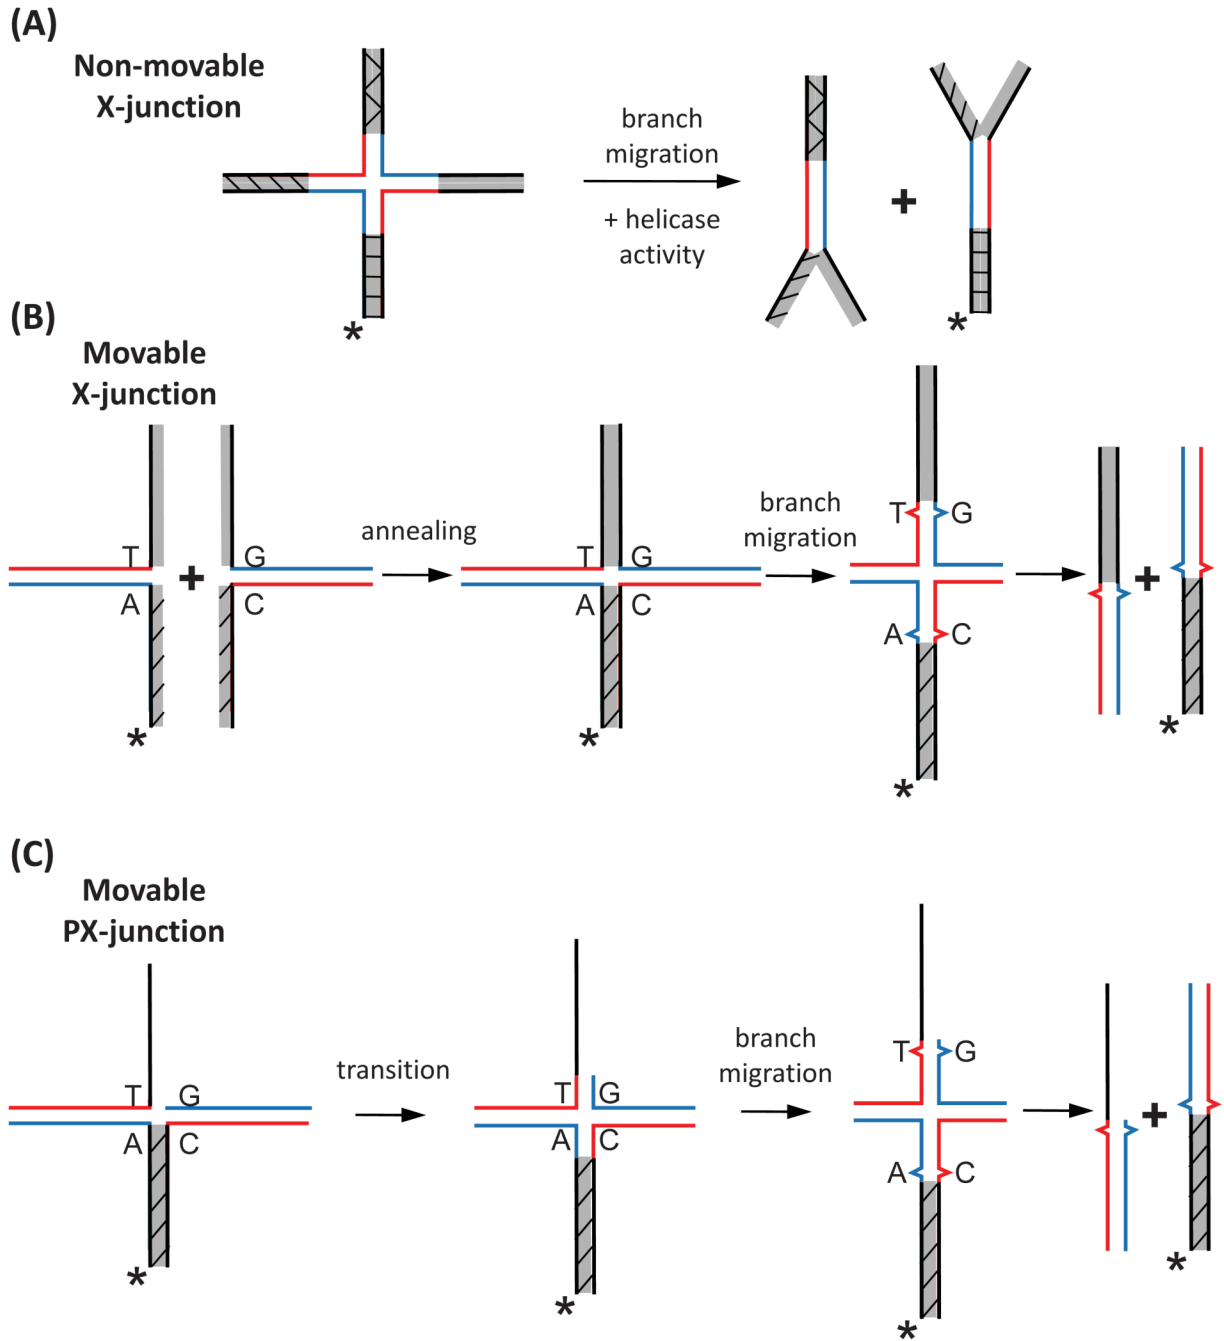 (A)
Non-movable
X-junction
branch
migration
+ helicase
activity
+
*
*
(B)
Movable
X-junction
T
G
+
A
C
*
annealing
T
G
A
C
*
branch
migration
T
G
A
C
*
+
*
(C)
Movable
PX-junction
T
G
A
C
*
transition
T
G
A
C
*
branch
migration
T
G
A
C
*
+
*